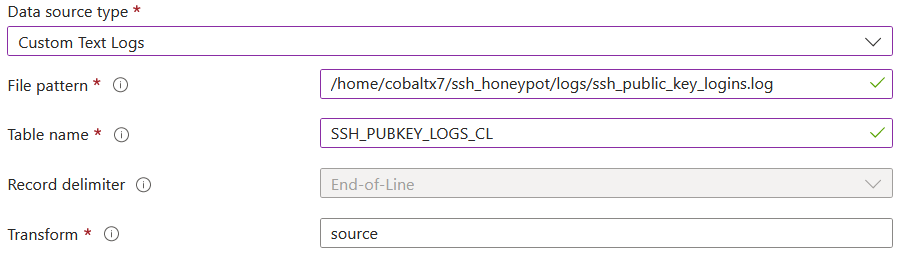 Data source type *
Custom Text Logs
File pattern * /home/cobaltx7/ssh_honeypot/logs/ssh_public_key_logins.log
Table name * SSH_PUBKEY_LOGS_CL
Record delimiter End-of-Line
Transform * source